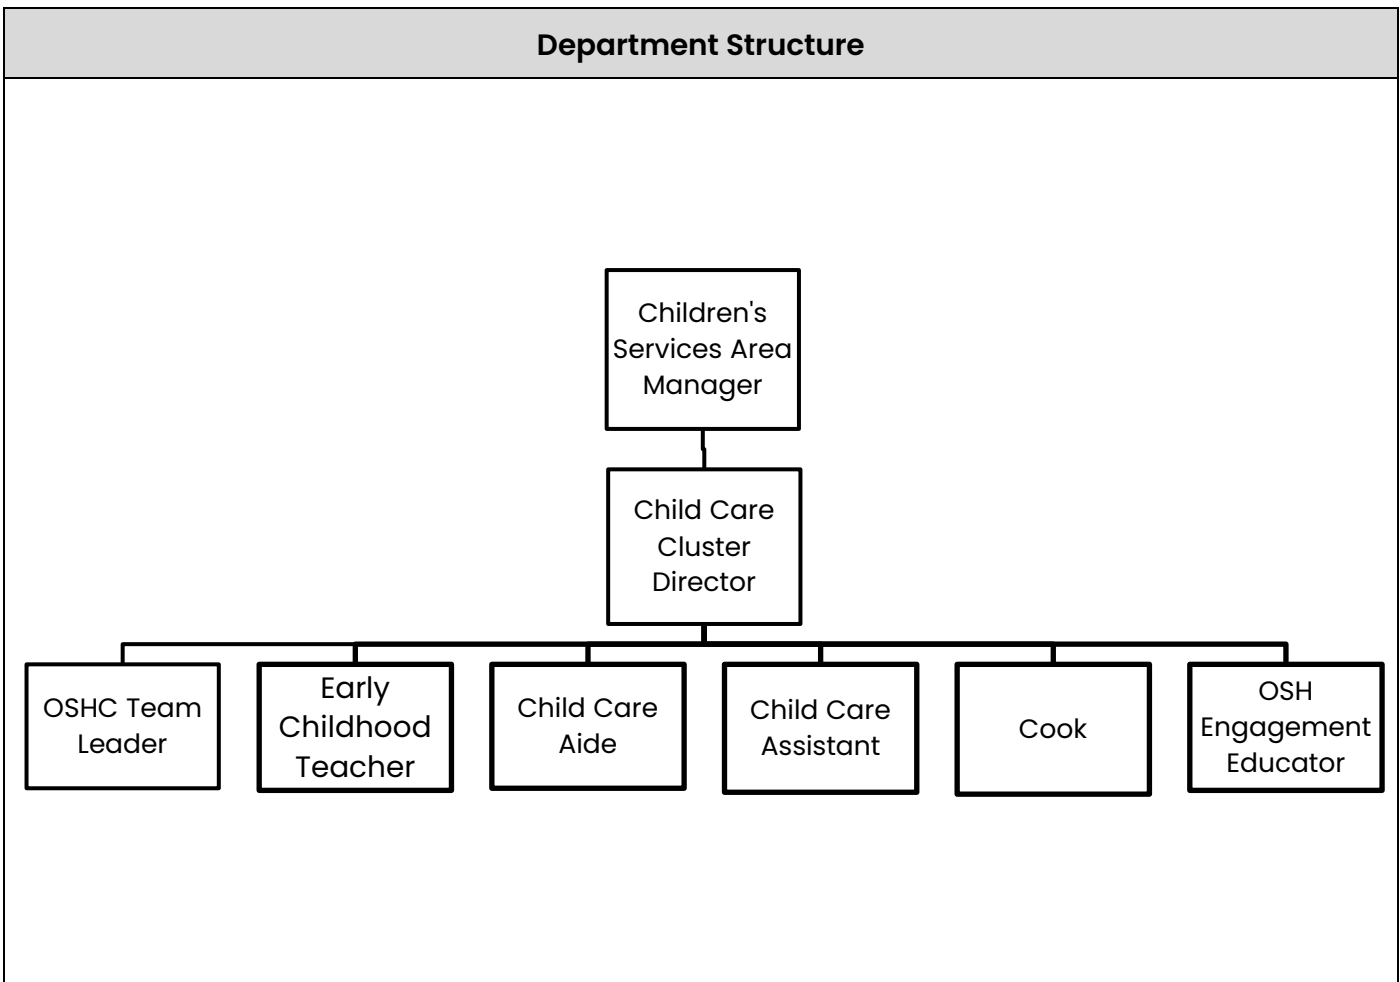 Department Structure
Children's
Services Area
Manager
Child Care
Cluster
Director
OSHC Team
Leader
Early
Childhood
Teacher
Child Care
Aide
Child Care
Assistant
Cook
OSH
Engagement
Educator